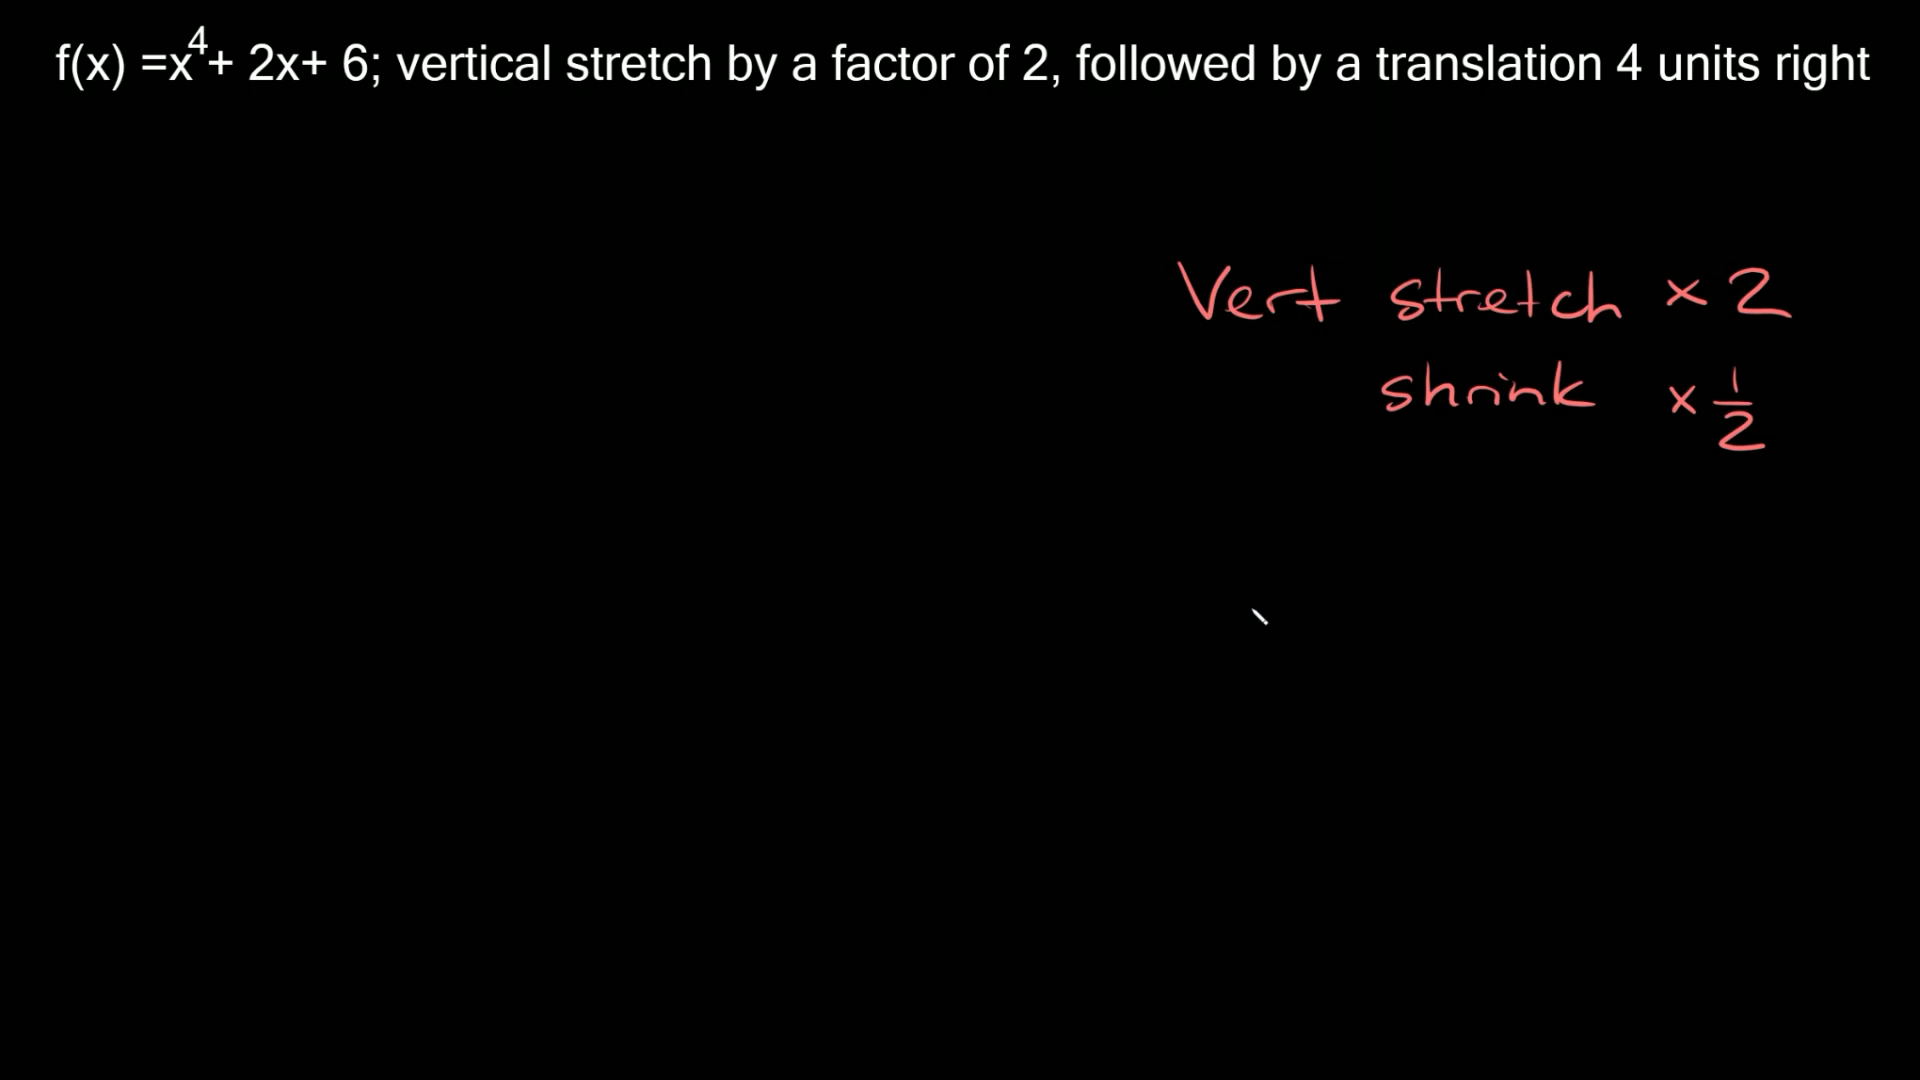 f(x) =x⁴+ 2x+ 6; vertical stretch by a factor of 2, followed by a translation 4 units right
Vert stretch × 2
shrink × 1/2